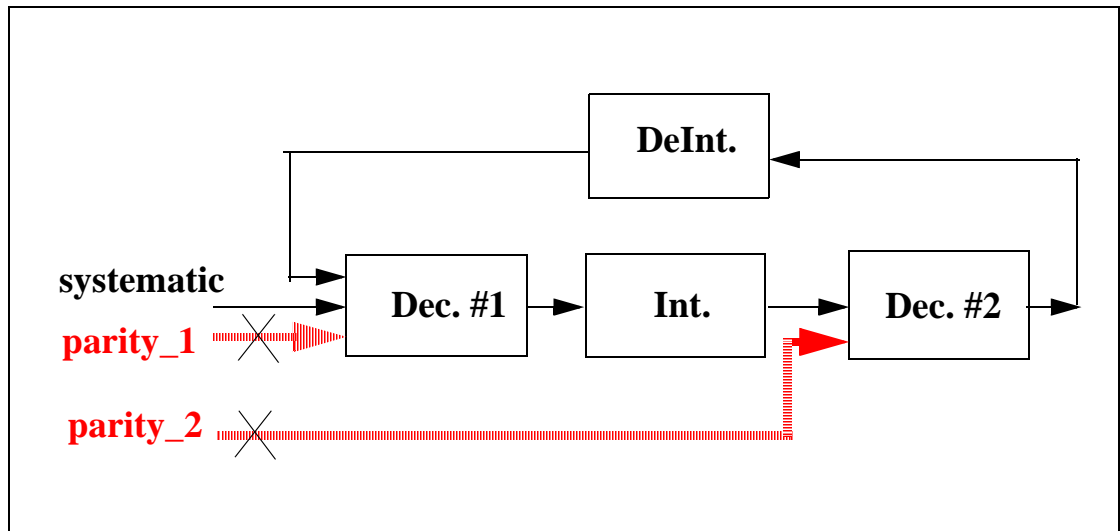 DeInt.
systematic
Dec. #1
Int.
Dec. #2
parity_1
parity_2